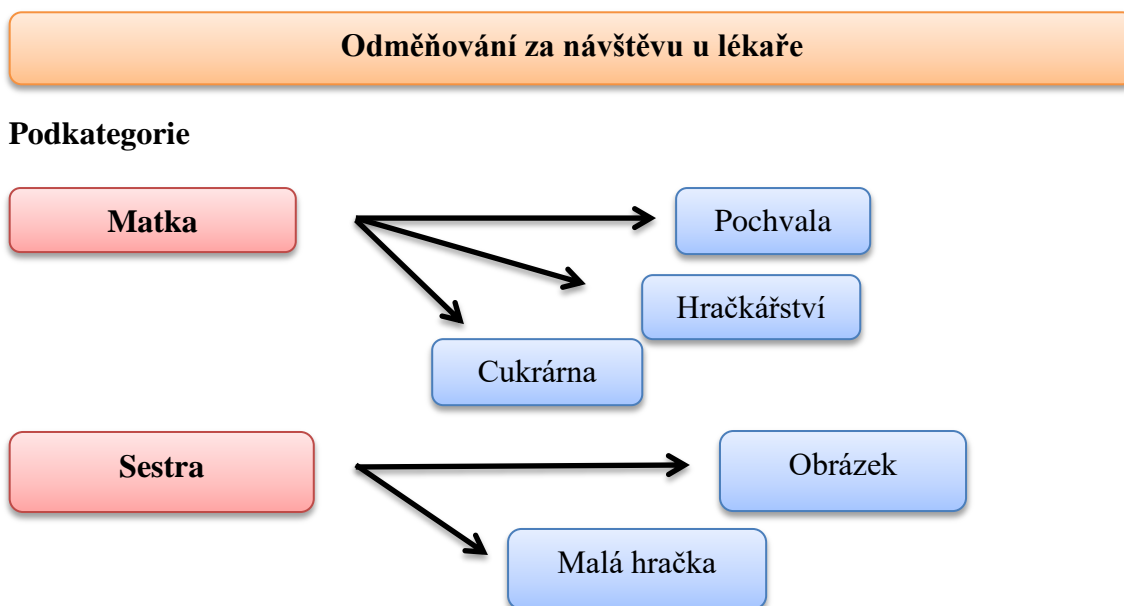 Odměňování za návštěvu u lékaře
Podkategorie
Matka
Pochvala
Hračkářství
Cukrárna
Sestra
Obrázek
Malá hračka